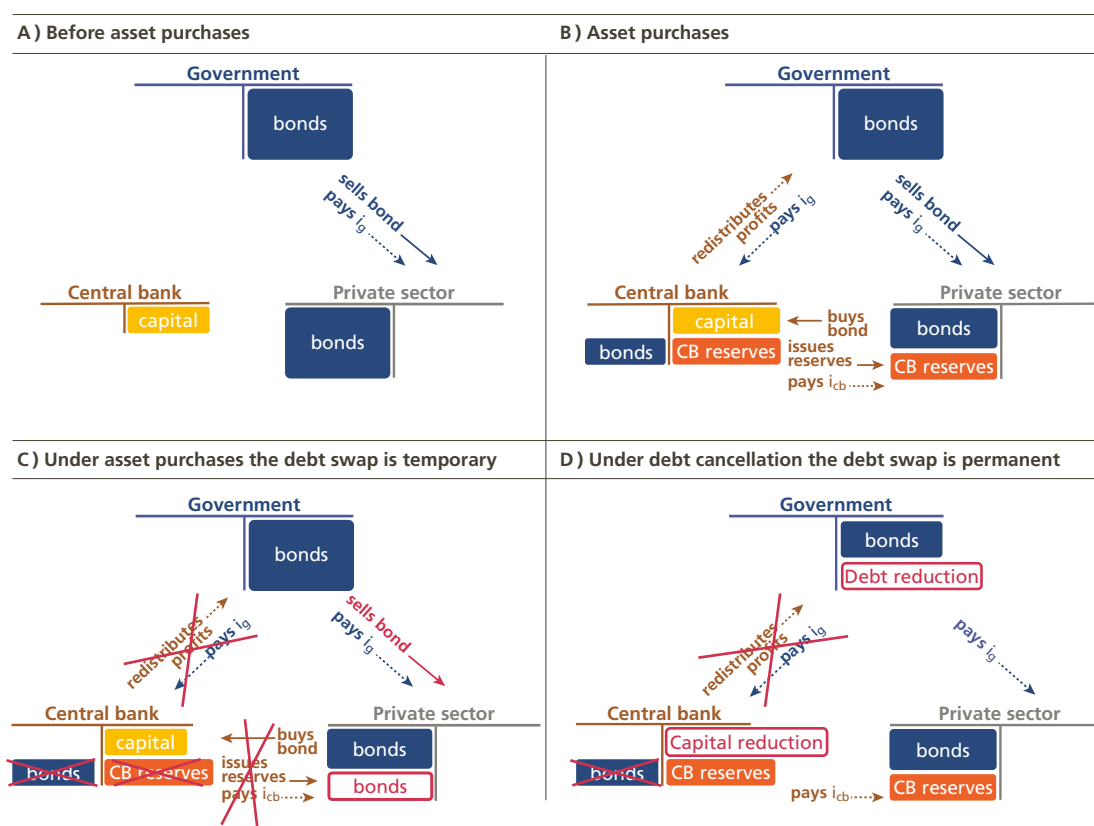 A) Before asset purchases
Government
bonds
sells bond
pays ig
Central bank
capital
Private sector
bonds
B) Asset purchases
Government
bonds
redistributes
profits
pays ig
sells bond
pays ig
Central bank
capital
bonds
CB reserves
buys
bond
issues
reserves
pays icb
Private sector
bonds
CB reserves
C) Under asset purchases the debt swap is temporary
Government
bonds
redistributes
profits
pays ig
sells bond
pays ig
Central bank
capital
bonds
CB reserves
buys
bond
issues
reserves
pays icb
Private sector
bonds
bonds
D) Under debt cancellation the debt swap is permanent
Government
bonds
Debt reduction
redistributes
profits
pays ig
pays ig
Central bank
Capital reduction
bonds
CB reserves
pays icb
Private sector
bonds
CB reserves